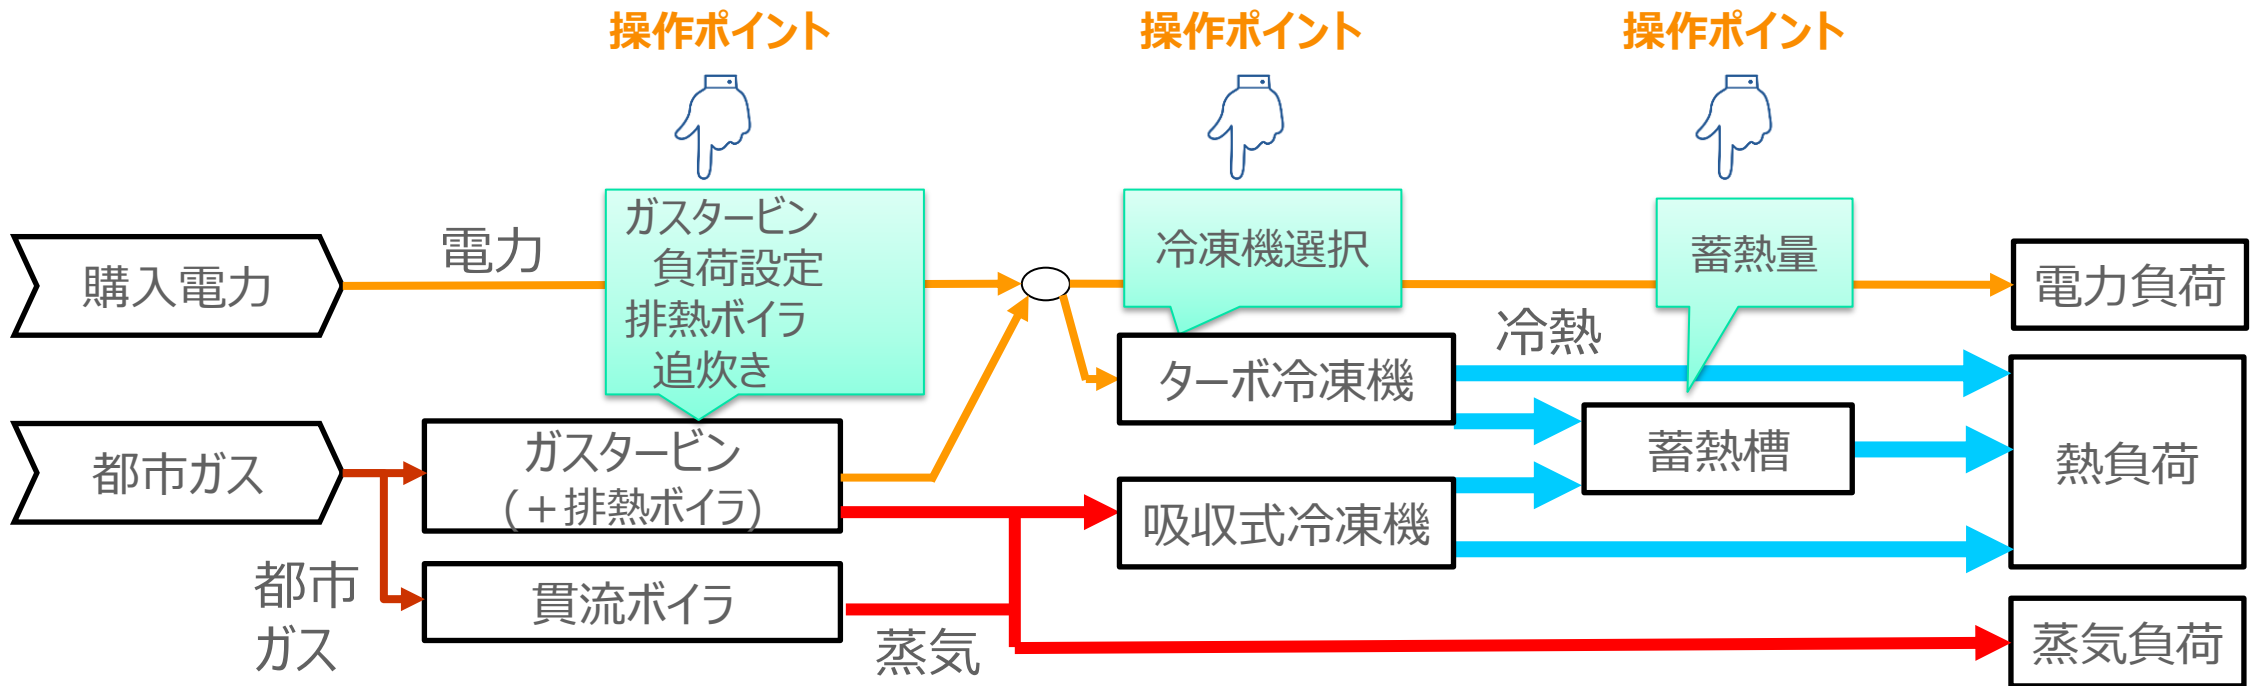 操作ポイント
操作ポイント
操作ポイント
ガスタービン
負荷設定
排熱ボイラ
追炊き
冷凍機選択
蓄熱量
購入電力
電力
電力負荷
冷熱
ターボ冷凍機
都市ガス
ガスタービン
(+排熱ボイラ)
蓄熱槽
熱負荷
吸収式冷凍機
都市
ガス
貫流ボイラ
蒸気
蒸気負荷